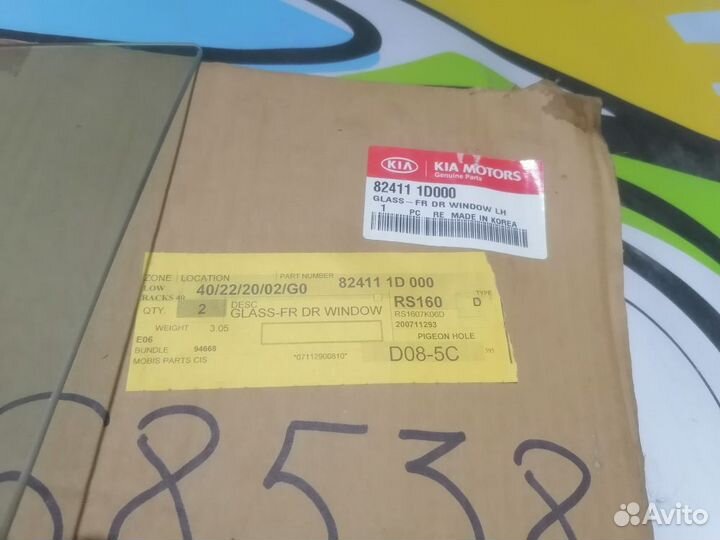 KIA KIA MOTORS
Genuine Parts
82411 1D000
GLASS-FR DR WINDOW LH
1 PC RE MADE IN KOREA
ZONE LOCATION PART NUMBER 82411 1D 000
LOW 40/22/20/02/G0
RACKS 40 TYPE
QTY. 2 DESC RS160 D
GLASS-FR DR WINDOW RS1607K06D
WEIGHT 3.05 200711293
E06 PIGEON HOLE
BUNDLE 94668 D08-5C 395
MOBIS PARTS CIS *07112900810*
68538
Avito